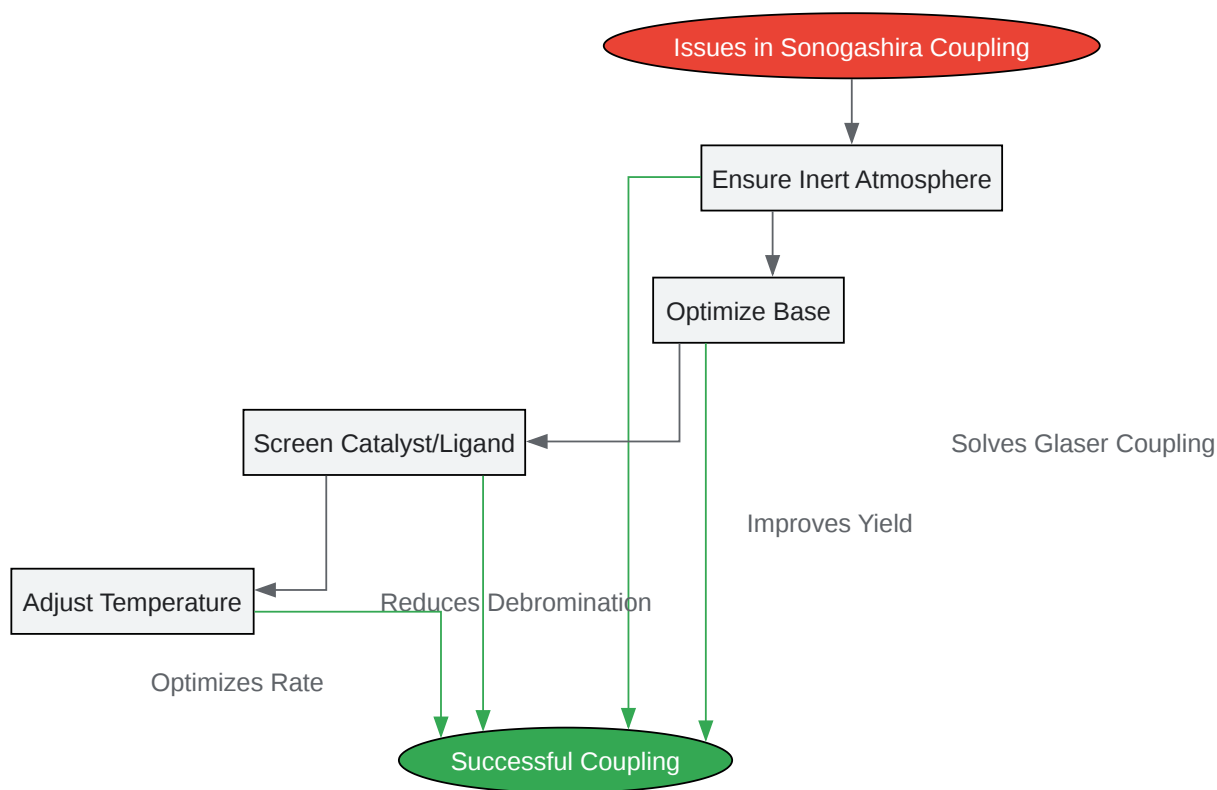 Issues in Sonogashira Coupling
Ensure Inert Atmosphere
Optimize Base
Screen Catalyst/Ligand
Solves Glaser Coupling
Improves Yield
Adjust Temperature
Reduces Debromination
Optimizes Rate
Successful Coupling